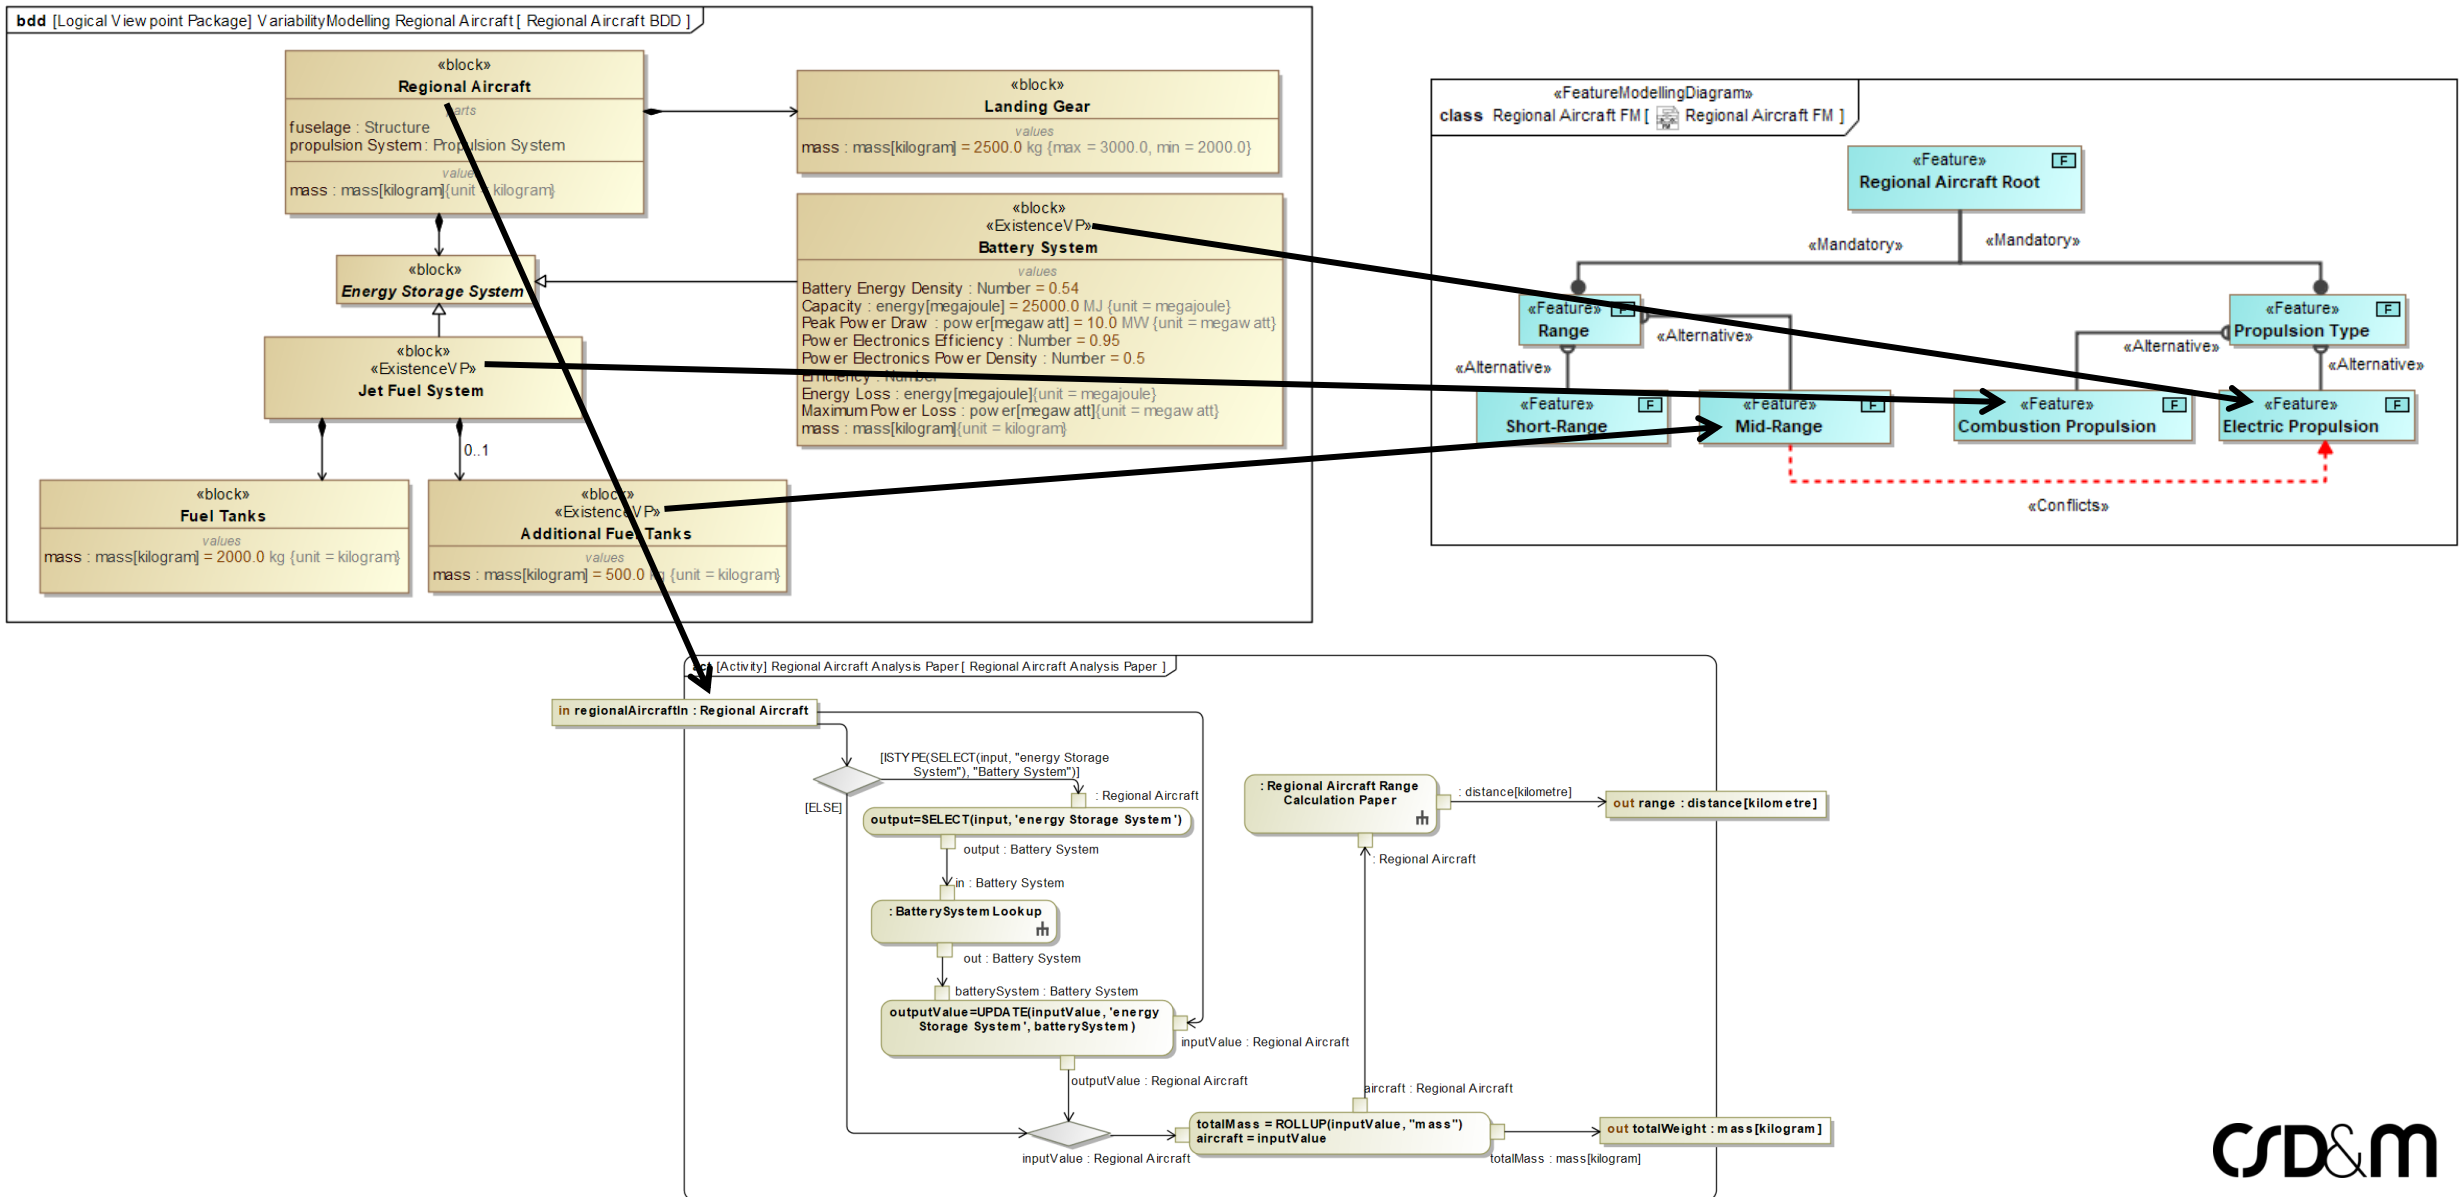 bdd [Logical Viewpoint Package] VariabilityModelling Regional Aircraft [ Regional Aircraft BDD ]
«block»
Regional Aircraft
parts
fuselage : Structure
propulsion System : Propulsion System
values
mass : mass[kilogram]{unit = kilogram}
«block»
Landing Gear
values
mass : mass[kilogram] = 2500.0 kg {max = 3000.0, min = 2000.0}
«block»
«ExistenceVP»
Battery System
values
Battery Energy Density : Number = 0.54
Capacity : energy[megajoule] = 25000.0 MJ {unit = megajoule}
Peak Power Draw : power[megawatt] = 10.0 MW {unit = megawatt}
Power Electronics Efficiency : Number = 0.95
Power Electronics Power Density : Number = 0.5
Efficiency : Number
Energy Loss : energy[megajoule]{unit = megajoule}
Maximum Power Loss : power[megawatt]{unit = megawatt}
mass : mass[kilogram]{unit = kilogram}
«block»
Energy Storage System
«block»
«ExistenceVP»
Jet Fuel System
0..1
«block»
Fuel Tanks
values
mass : mass[kilogram] = 2000.0 kg {unit = kilogram}
«block»
«ExistenceVP»
Additional Fuel Tanks
values
mass : mass[kilogram] = 500.0 kg {unit = kilogram}
«FeatureModellingDiagram»
class Regional Aircraft FM [ Regional Aircraft FM ]
«Feature» F
Regional Aircraft Root
«Mandatory»
«Mandatory»
«Feature» F
Range
«Feature» F
Propulsion Type
«Alternative»
«Alternative»
«Alternative»
«Alternative»
«Feature» F
Short-Range
«Feature» F
Mid-Range
«Feature» F
Combustion Propulsion
«Feature» F
Electric Propulsion
«Conflicts»
act [Activity] Regional Aircraft Analysis Paper [ Regional Aircraft Analysis Paper ]
in regionalAircraftIn : Regional Aircraft
[ISTYPE(SELECT(input, "energy Storage
System"), "Battery System")]
[ELSE]
: Regional Aircraft
output=SELECT(input, 'energy Storage System')
output : Battery System
in : Battery System
: BatterySystem Lookup
out : Battery System
batterySystem : Battery System
outputValue=UPDATE(inputValue, 'energy
Storage System', batterySystem)
inputValue : Regional Aircraft
outputValue : Regional Aircraft
inputValue : Regional Aircraft
totalMass = ROLLUP(inputValue, "mass")
aircraft = inputValue
aircraft : Regional Aircraft
totalMass : mass[kilogram]
: Regional Aircraft Range
Calculation Paper
: Regional Aircraft
: distance[kilometre]
out range : distance[kilometre]
out totalWeight : mass[kilogram]
CSD&M